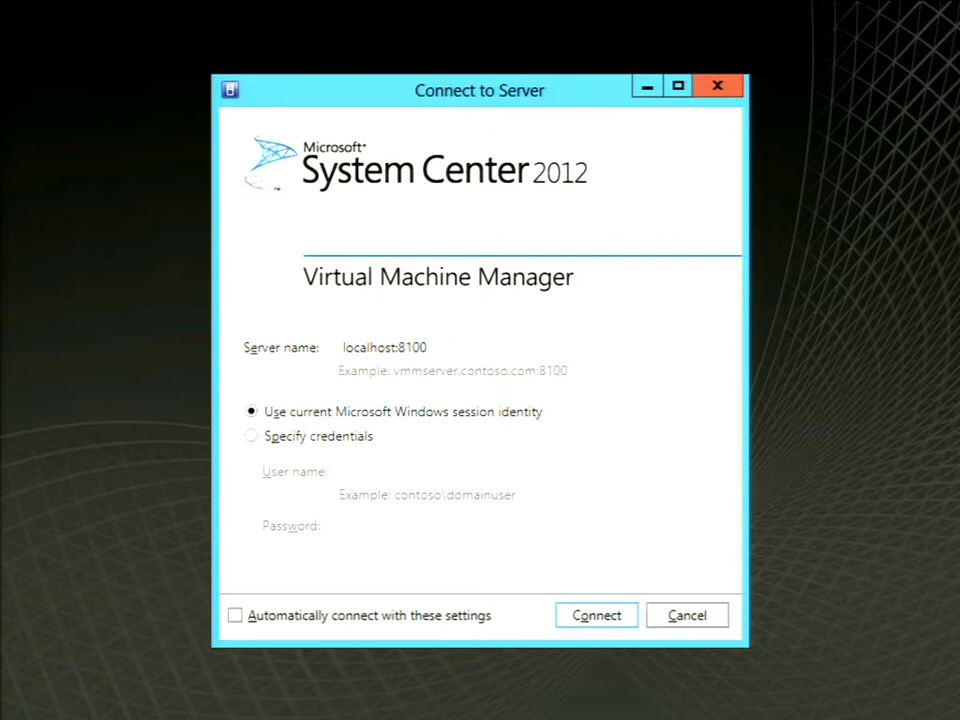 Connect to Server
Microsoft®
System Center 2012
™
Virtual Machine Manager
Server name: localhost:8100
Example: vmmserver.contoso.com:8100
Use current Microsoft Windows session identity
Specify credentials
User name:
Example: contoso\domainuser
Password:
Automatically connect with these settings
Connect
Cancel